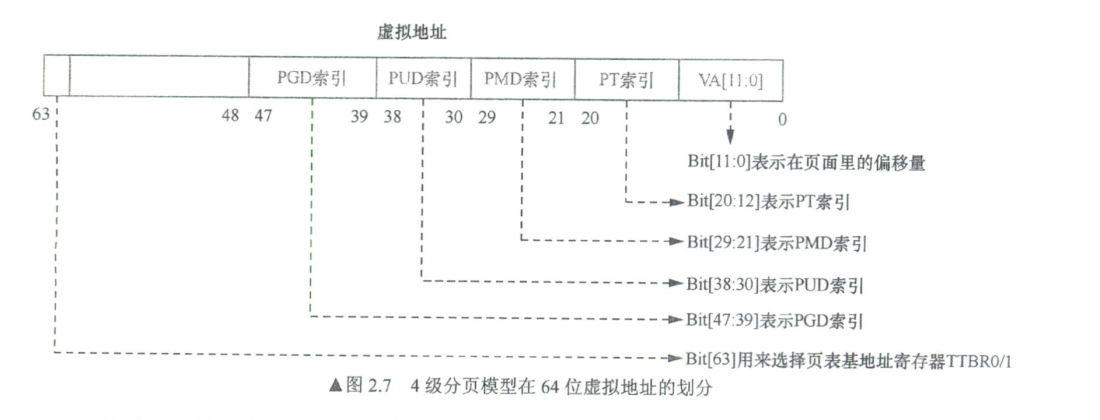 虚拟地址
PGD索引 PUD索引 PMD索引 PT索引 VA[11:0]
63 48 47 39 38 30 29 21 20 0
Bit[11:0]表示在页面里的偏移量
Bit[20:12]表示PT索引
Bit[29:21]表示PMD索引
Bit[38:30]表示PUD索引
Bit[47:39]表示PGD索引
Bit[63]用来选择页表基地址寄存器TTBR0/1
▲图 2.7 4 级分页模型在 64 位虚拟地址的划分